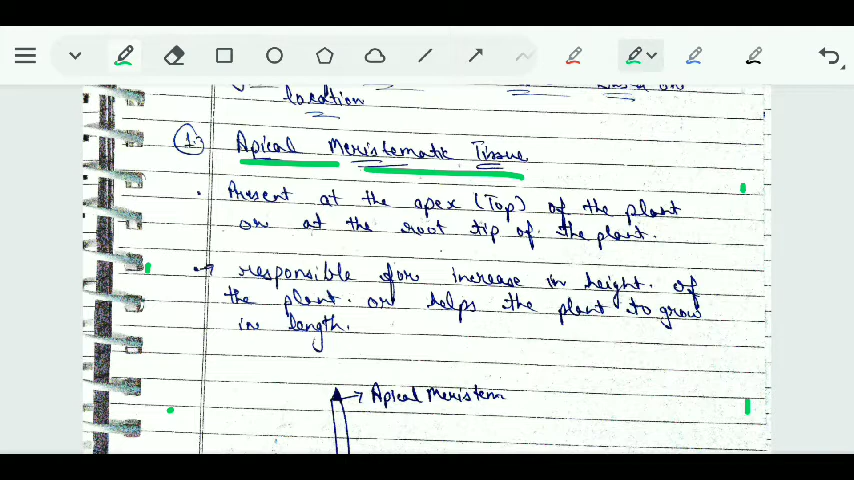 location
1. Apical Meristematic Tissue
. Present at the apex (Top) of the plant
or at the root tip of the plant.
→ responsible for increase in height of
the plant. or helps the plant to grow
in length.
→ Apical Meristem